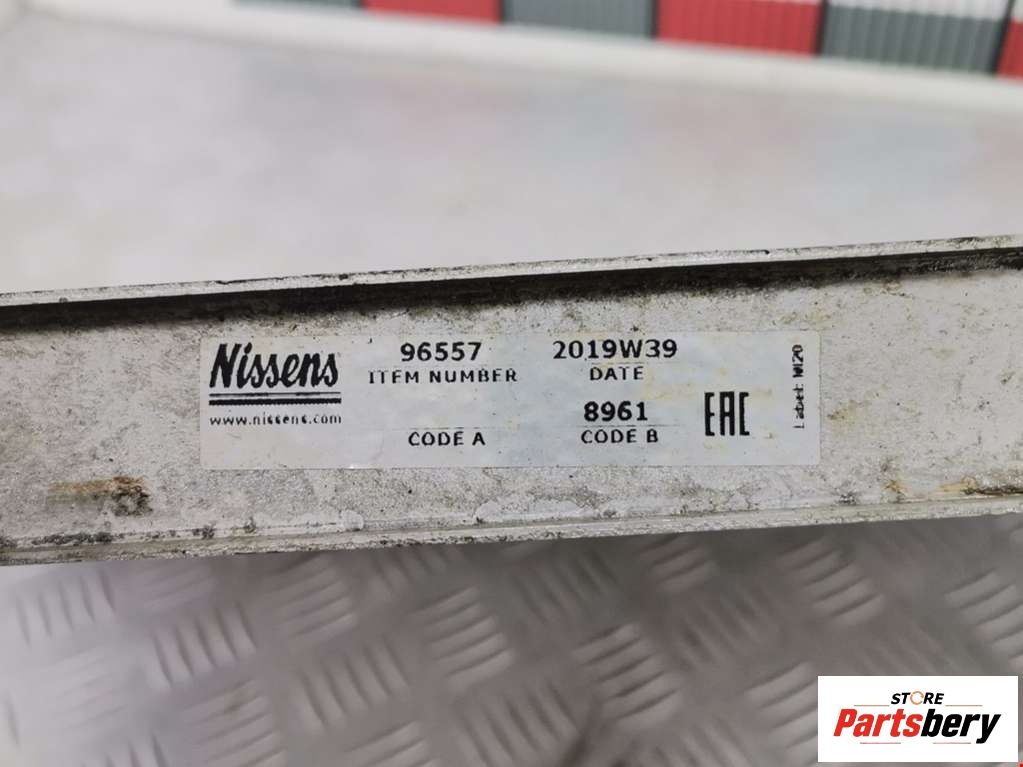 Nissens
www.nissens.com
96557
ITEM NUMBER
2019W39
DATE
CODE A
8961
CODE B
EAC
Label: NI20
STORE
Partsbery